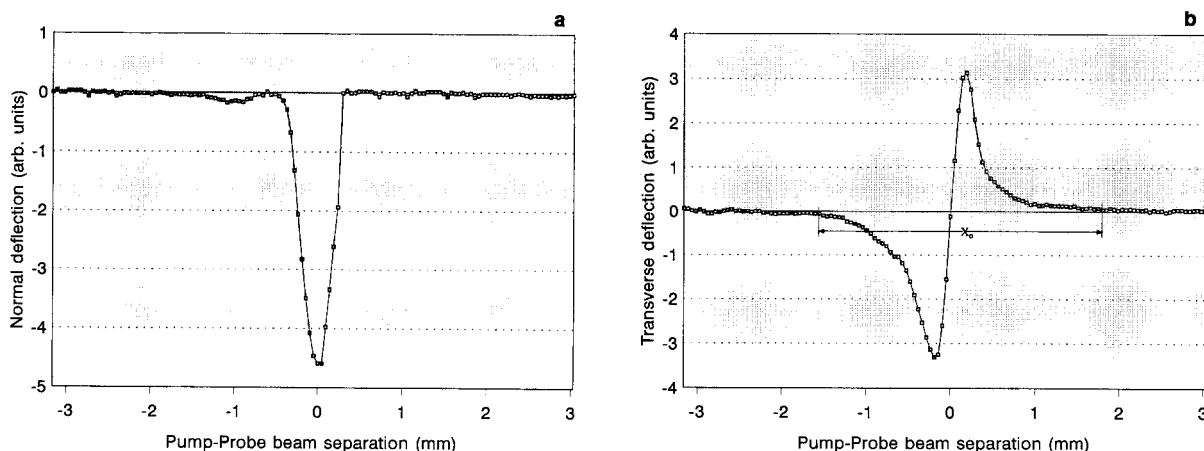 a
Normal deflection (arb. units)
1
0
-1
-2
-3
-4
-5
-3 -2 -1 0 1 2 3
Pump-Probe beam separation (mm)
b
Transverse deflection (arb. units)
4
3
2
1
0
-1
-2
-3
-4
X₀
-3 -2 -1 0 1 2 3
Pump-Probe beam separation (mm)